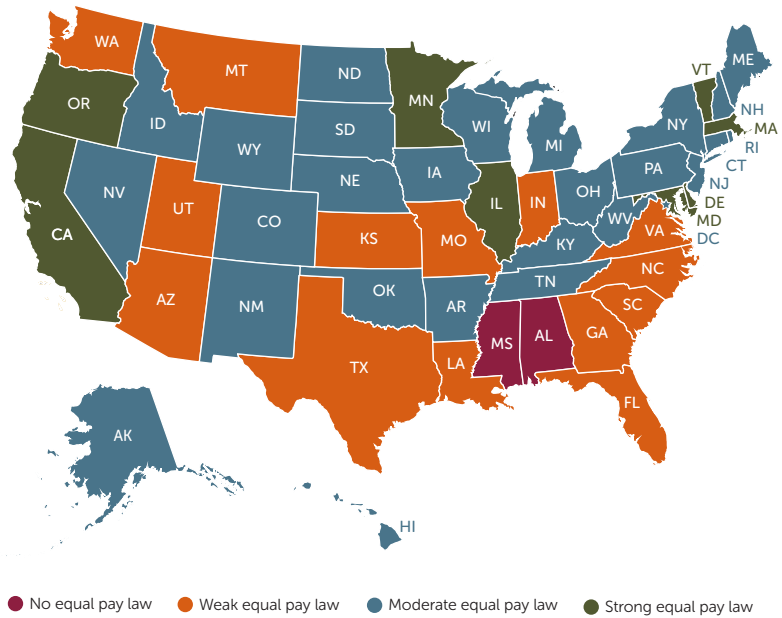 WA
MT
ND
MN
VT
ME
OR
ID
SD
WI
MI
NY
NH
MA
RI
CT
WY
NE
IA
PA
NJ
NV
UT
CO
IL
IN
OH
DE
MD
DC
WV
VA
CA
KS
MO
KY
NC
AZ
NM
OK
AR
TN
SC
TX
LA
MS
AL
GA
FL
AK
HI
No equal pay law
Weak equal pay law
Moderate equal pay law
Strong equal pay law